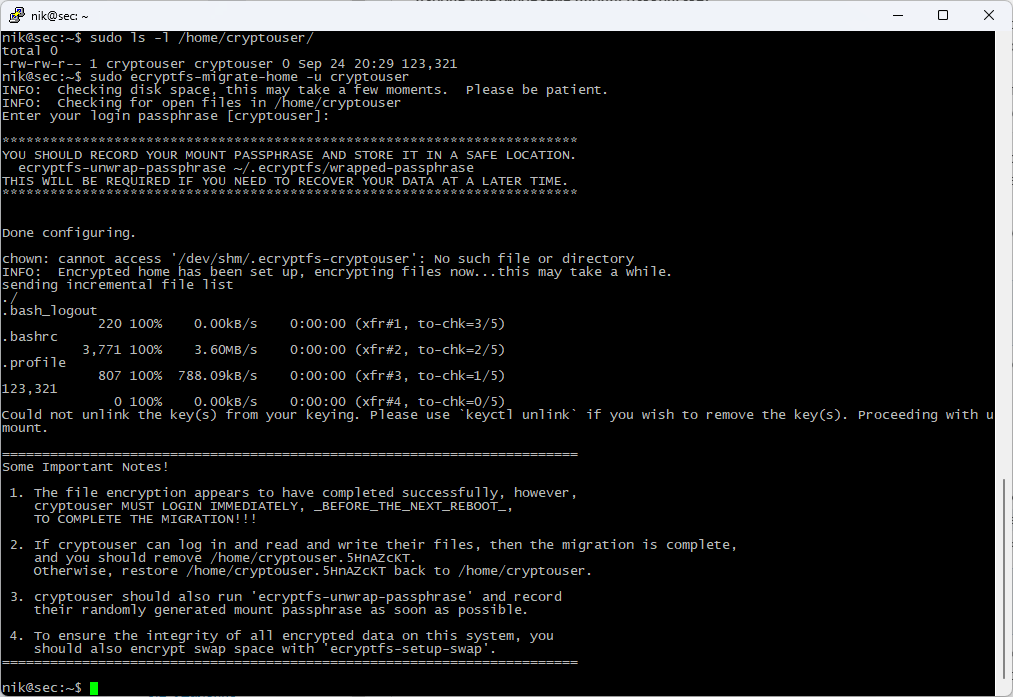 nik@sec: ~
nik@sec:~$ sudo ls -l /home/cryptouser/
total 0
-rw-rw-r-- 1 cryptouser cryptouser 0 Sep 24 20:29 123,321
nik@sec:~$ sudo ecryptfs-migrate-home -u cryptouser
INFO:  Checking disk space, this may take a few moments.  Please be patient.
INFO:  Checking for open files in /home/cryptouser
Enter your login passphrase [cryptouser]:
************************************************************************
YOU SHOULD RECORD YOUR MOUNT PASSPHRASE AND STORE IT IN A SAFE LOCATION.
  ecryptfs-unwrap-passphrase ~/.ecryptfs/wrapped-passphrase
THIS WILL BE REQUIRED IF YOU NEED TO RECOVER YOUR DATA AT A LATER TIME.
************************************************************************
Done configuring.
chown: cannot access '/dev/shm/.ecryptfs-cryptouser': No such file or directory
INFO:  Encrypted home has been set up, encrypting files now...this may take a while.
sending incremental file list
./
.bash_logout
            220 100%    0.00kB/s    0:00:00 (xfr#1, to-chk=3/5)
.bashrc
          3,771 100%    3.60MB/s    0:00:00 (xfr#2, to-chk=2/5)
.profile
            807 100%  788.09kB/s    0:00:00 (xfr#3, to-chk=1/5)
123,321
              0 100%    0.00kB/s    0:00:00 (xfr#4, to-chk=0/5)
Could not unlink the key(s) from your keying. Please use `keyctl unlink` if you wish to remove the key(s). Proceeding with u
mount.
========================================================================
Some Important Notes!
 1. The file encryption appears to have completed successfully, however,
    cryptouser MUST LOGIN IMMEDIATELY, _BEFORE_THE_NEXT_REBOOT_,
    TO COMPLETE THE MIGRATION!!!
 2. If cryptouser can log in and read and write their files, then the migration is complete,
    and you should remove /home/cryptouser.5HnAZcKT.
    Otherwise, restore /home/cryptouser.5HnAZcKT back to /home/cryptouser.
 3. cryptouser should also run 'ecryptfs-unwrap-passphrase' and record
    their randomly generated mount passphrase as soon as possible.
 4. To ensure the integrity of all encrypted data on this system, you
    should also encrypt swap space with 'ecryptfs-setup-swap'.
========================================================================
nik@sec:~$